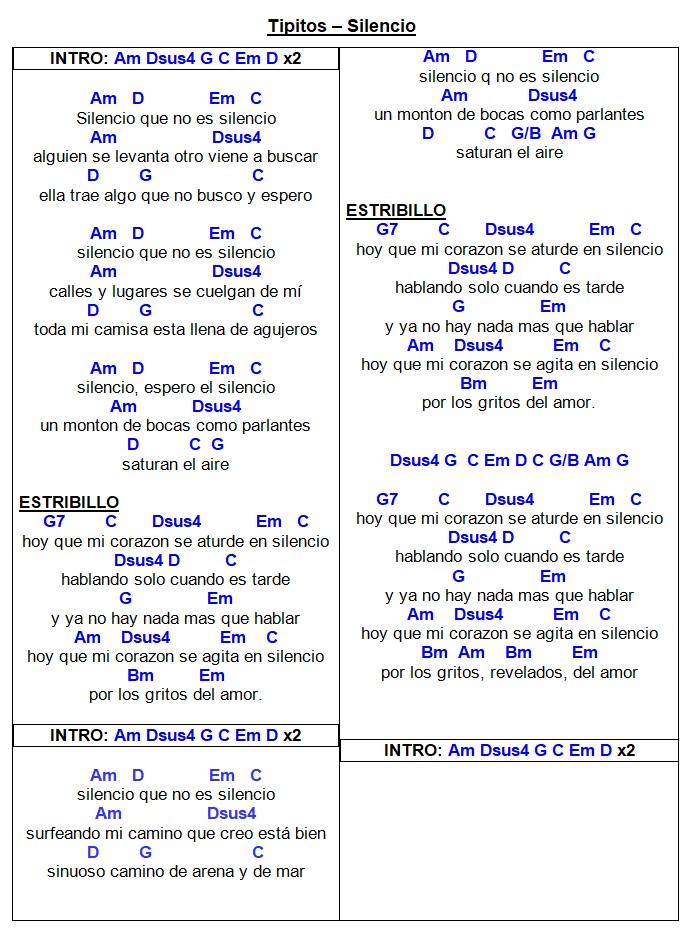 Tipitos – Silencio
INTRO: Am Dsus4 G C Em D x2
Am D Em C
Silencio que no es silencio
Am Dsus4
alguien se levanta otro viene a buscar
D G C
ella trae algo que no busco y espero
Am D Em C
silencio que no es silencio
Am Dsus4
calles y lugares se cuelgan de mí
D G C
toda mi camisa esta llena de agujeros
Am D Em C
silencio, espero el silencio
Am Dsus4
un monton de bocas como parlantes
D C G
saturan el aire
ESTRIBILLO
G7 C Dsus4 Em C
hoy que mi corazon se aturde en silencio
Dsus4 D C
hablando solo cuando es tarde
G Em
y ya no hay nada mas que hablar
Am Dsus4 Em C
hoy que mi corazon se agita en silencio
Bm Em
por los gritos del amor.
INTRO: Am Dsus4 G C Em D x2
Am D Em C
silencio que no es silencio
Am Dsus4
surfeando mi camino que creo está bien
D G C
sinuoso camino de arena y de mar
Am D Em C
silencio q no es silencio
Am Dsus4
un monton de bocas como parlantes
D C G/B Am G
saturan el aire
ESTRIBILLO
G7 C Dsus4 Em C
hoy que mi corazon se aturde en silencio
Dsus4 D C
hablando solo cuando es tarde
G Em
y ya no hay nada mas que hablar
Am Dsus4 Em C
hoy que mi corazon se agita en silencio
Bm Em
por los gritos del amor.
Dsus4 G C Em D C G/B Am G
G7 C Dsus4 Em C
hoy que mi corazon se aturde en silencio
Dsus4 D C
hablando solo cuando es tarde
G Em
y ya no hay nada mas que hablar
Am Dsus4 Em C
hoy que mi corazon se agita en silencio
Bm Am Bm Em
por los gritos, revelados, del amor
INTRO: Am Dsus4 G C Em D x2